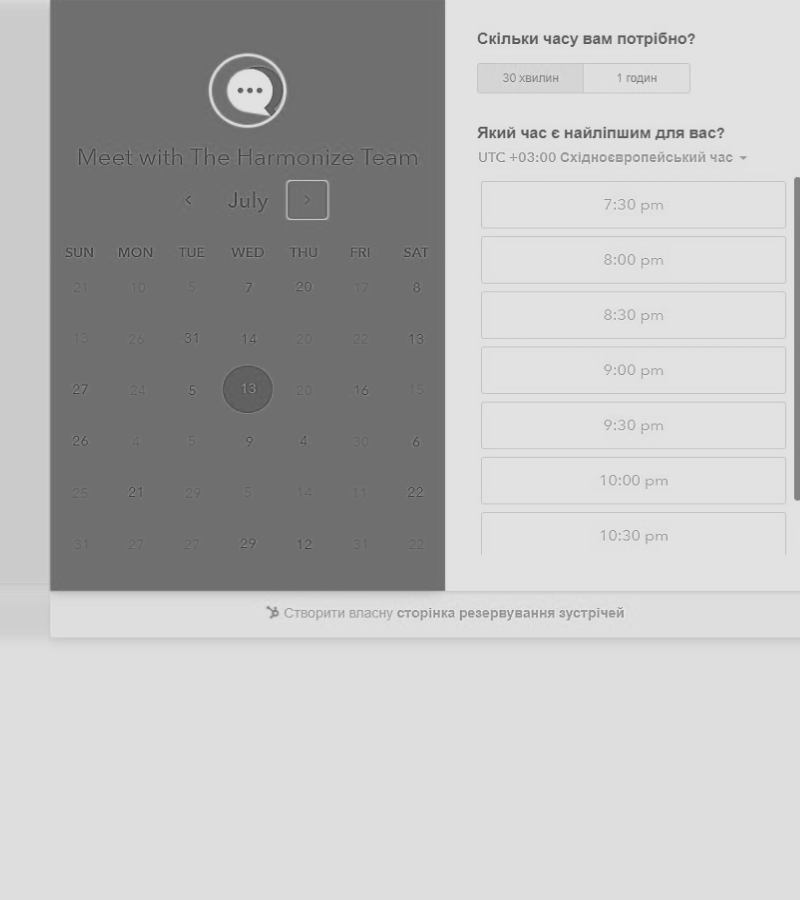 Meet with The Harmonize Team
July
SUN MON TUE WED THU FRI SAT
21 10 5 7 20 17 8
13 26 31 14 20 22 13
27 24 5 13 20 16 15
26 4 5 9 4 30 6
25 21 29 5 14 11 22
31 27 27 29 12 31 22
Скільки часу вам потрібно?
30 хвилин 1 годин
Який час є найліпшим для вас?
UTC +03:00 Східноєвропейський час
7:30 pm
8:00 pm
8:30 pm
9:00 pm
9:30 pm
10:00 pm
10:30 pm
Створити власну сторінка резервування зустрічей